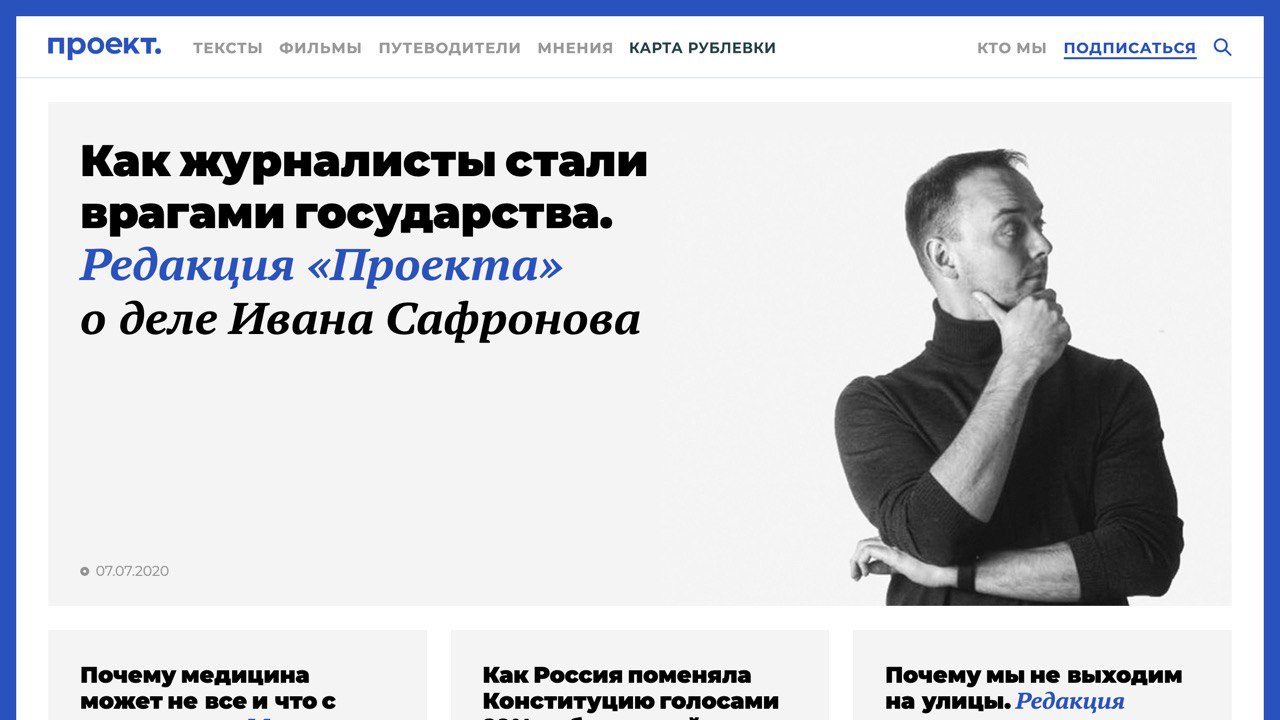 проект.
ТЕКСТЫ ФИЛЬМЫ ПУТЕВОДИТЕЛИ МНЕНИЯ КАРТА РУБЛЕВКИ
КТО МЫ ПОДПИСАТЬСЯ
Как журналисты стали
врагами государства.
Редакция «Проекта»
о деле Ивана Сафронова
07.07.2020
Почему медицина
может не все и что с
Как Россия поменяла
Конституцию голосами
Почему мы не выходим
на улицы. Редакция